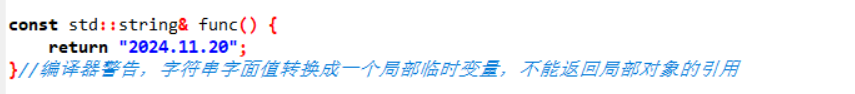 const std::string& func() {
    return "2024.11.20";
}//编译器警告，字符串字面值转换成一个局部临时变量，不能返回局部对象的引用